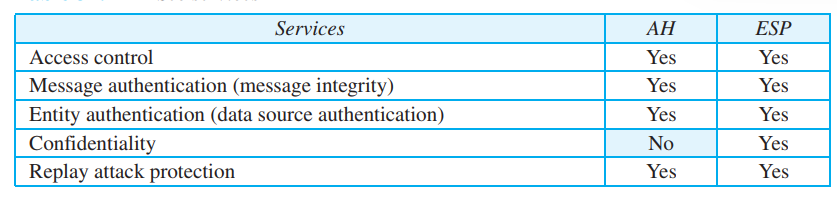 Services AH ESP
Access control Yes Yes
Message authentication (message integrity) Yes Yes
Entity authentication (data source authentication) Yes Yes
Confidentiality No Yes
Replay attack protection Yes Yes